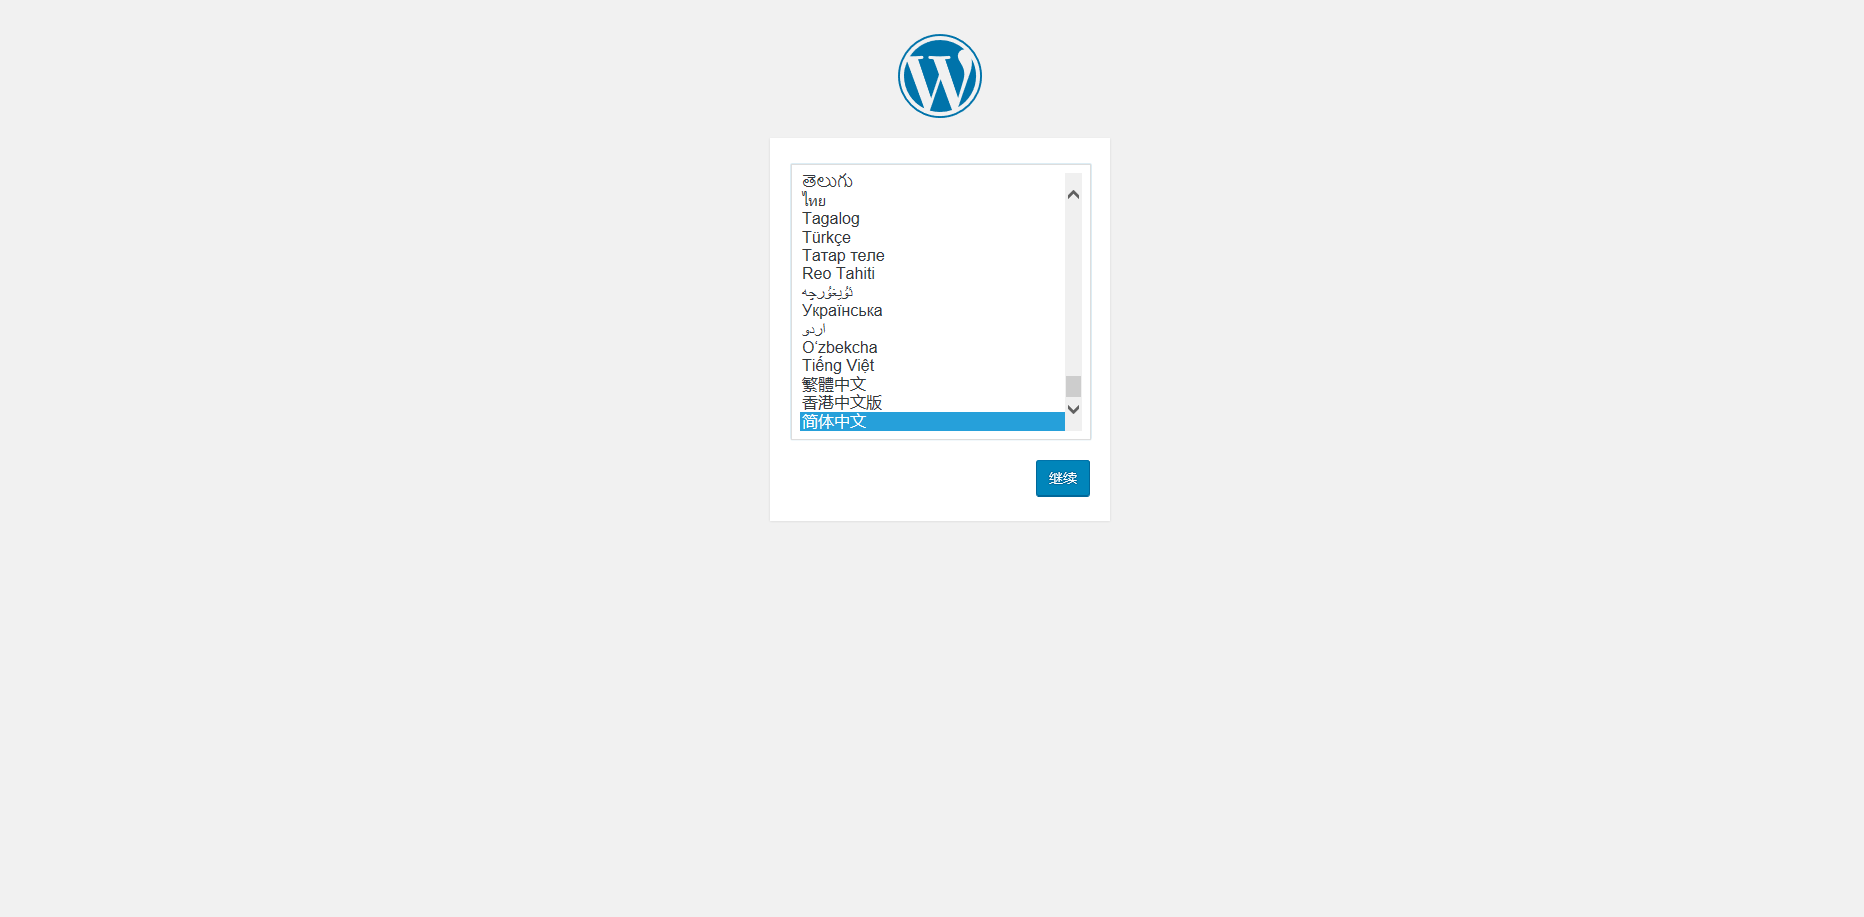 తెలుగు
ไทย
Tagalog
Türkçe
Татар теле
Reo Tahiti
ئۇيغۇرچە
Українська
اردو
O‘zbekcha
Tiếng Việt
繁體中文
香港中文版
简体中文
继续